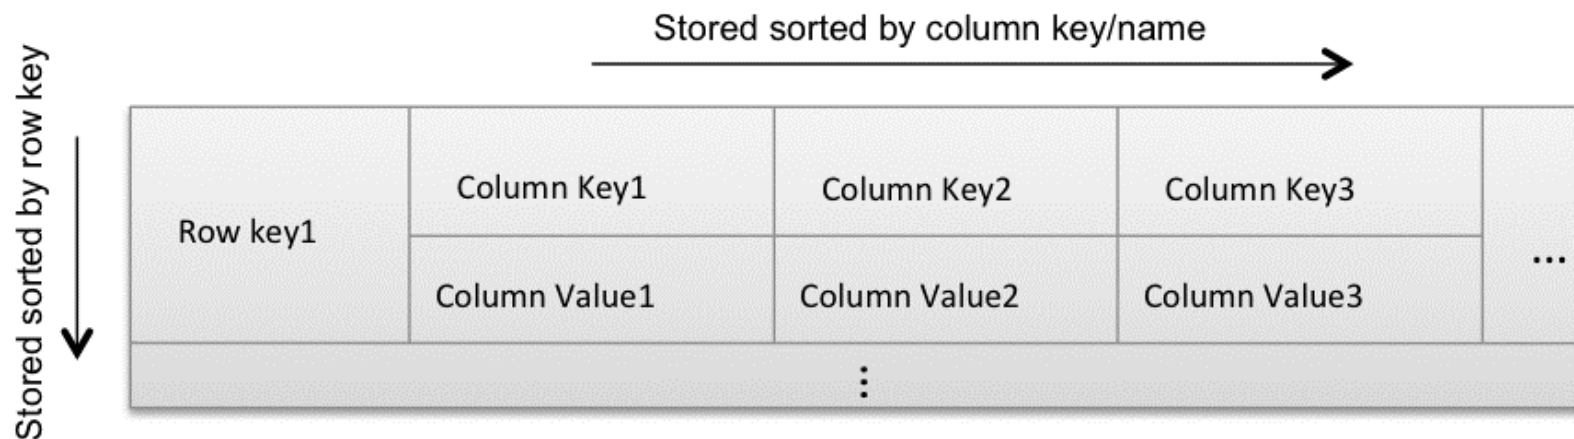 Stored sorted by column key/name
Stored sorted by row key
Row key1
Column Key1
Column Key2
Column Key3
...
Column Value1
Column Value2
Column Value3
⋮